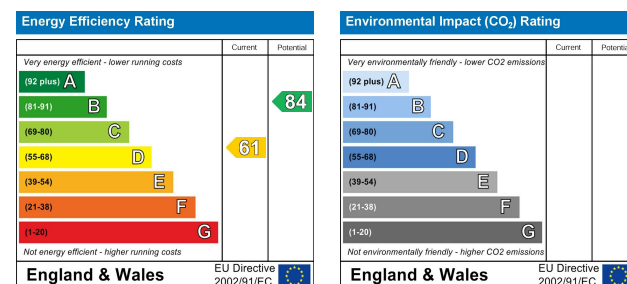 Energy Efficiency Rating
Current Potential
Very energy efficient - lower running costs
(92 plus) A
(81-91) B
84
(69-80) C
(55-68) D
61
(39-54) E
(21-38) F
(1-20) G
Not energy efficient - higher running costs
England & Wales
EU Directive
2002/91/EC
Environmental Impact (CO₂) Rating
Current Potentia
Very environmentally friendly - lower CO2 emissions
(92 plus) A
(81-91) B
(69-80) C
(55-68) D
(39-54) E
(21-38) F
(1-20) G
Not environmentally friendly - higher CO2 emissions
England & Wales
EU Directive
2002/91/EC